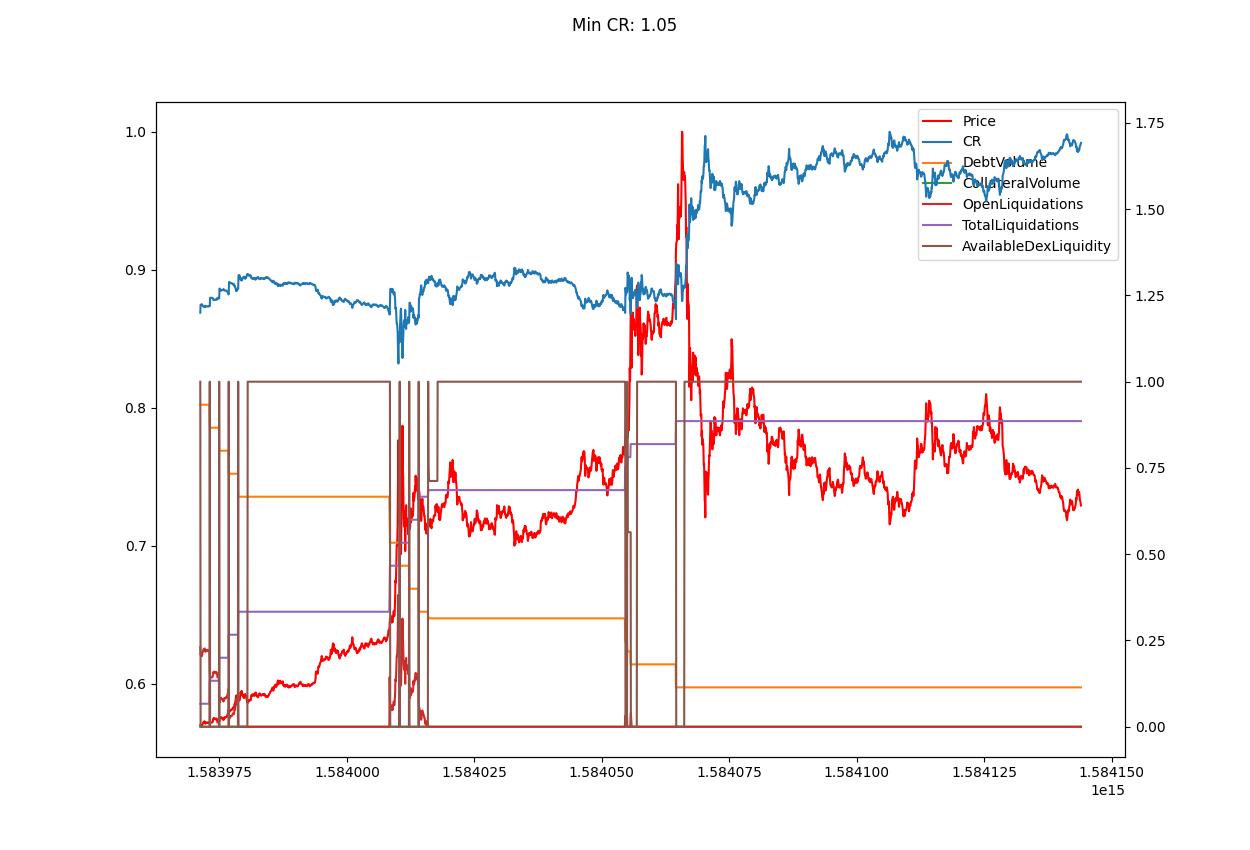 Min CR: 1.05
Price
CR
DebtVolume
CollateralVolume
OpenLiquidations
TotalLiquidations
AvailableDexLiquidity
1.0
0.9
0.8
0.7
0.6
1.75
1.50
1.25
1.00
0.75
0.50
0.25
0.00
1.583975 1.584000 1.584025 1.584050 1.584075 1.584100 1.584125 1.584150
1e15